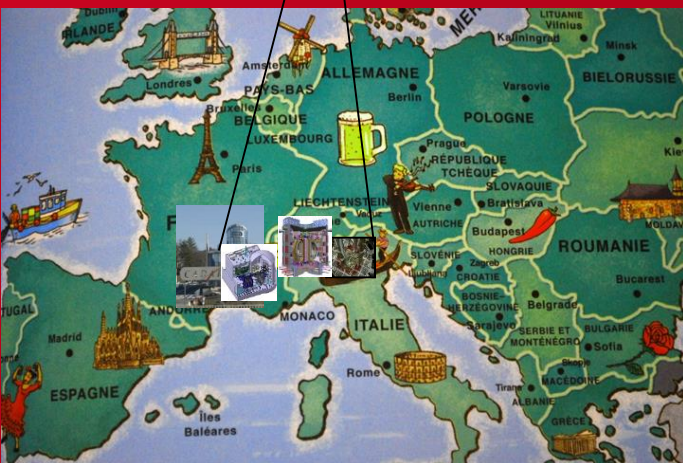 Dublin
IRLANDE
LITUANIE
Vilnius
Kaliningrad
Minsk
BIELORUSSIE
Londres
Amsterdam
PAYS-BAS
ALLEMAGNE
Berlin
Varsovie
POLOGNE
Bruxelles
BELGIQUE
LUXEMBOURG
Paris
Prague
RÉPUBLIQUE
TCHÈQUE
SLOVAQUIE
Bratislava
LIECHTENSTEIN
Vaduz
Vienne
AUTRICHE
Budapest
HONGRIE
ROUMANIE
SLOVÉNIE
Ljubljana
Zagreb
CROATIE
Bucarest
BOSNIE-
HERZÉGOVINE
Belgrade
Sarajevo
SERBIE ET
MONTÉNÉGRO
BULGARIE
Sofia
ANDORRE
MONACO
ITALIE
Madrid
ESPAGNE
Rome
Skopje
MACÉDOINE
Tirana
ALBANIE
GRÈCE
Îles
Baléares